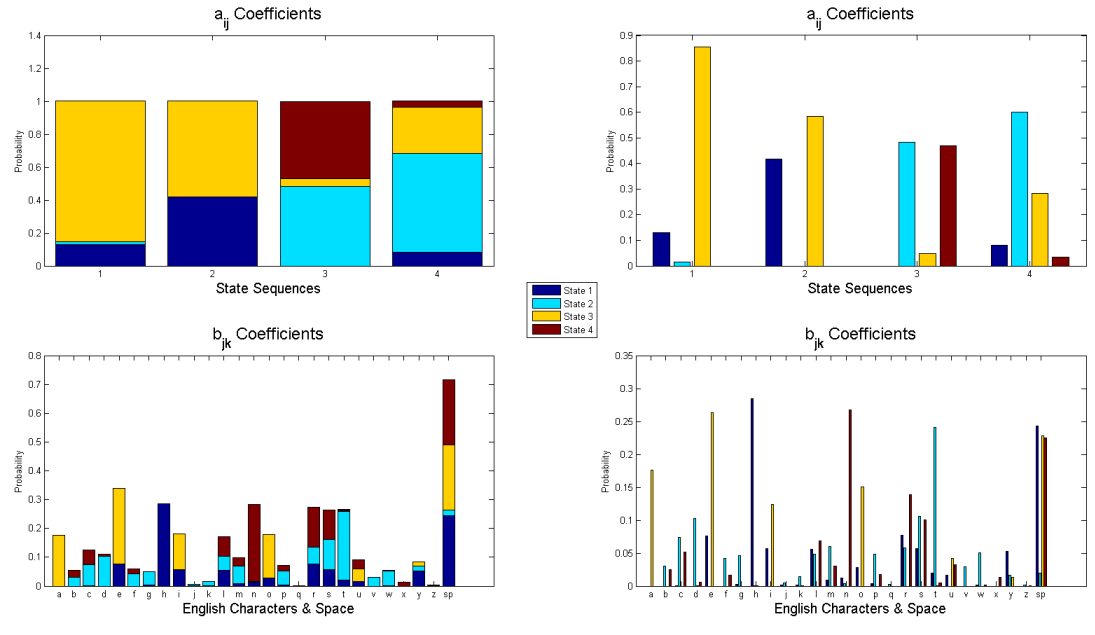 a_ij Coefficients
Probability
1.4
1.2
1
0.8
0.6
0.4
0.2
0
1 2 3 4
State Sequences
a_ij Coefficients
Probability
0.9
0.8
0.7
0.6
0.5
0.4
0.3
0.2
0.1
0
1 2 3 4
State Sequences
State 1
State 2
State 3
State 4
b_jk Coefficients
Probability
0.8
0.7
0.6
0.5
0.4
0.3
0.2
0.1
0
a b c d e f g h i j k l m n o p q r s t u v w x y z sp
English Characters & Space
b_jk Coefficients
Probability
0.35
0.3
0.25
0.2
0.15
0.1
0.05
0
a b c d e f g h i j k l m n o p q r s t u v w x y z sp
English Characters & Space